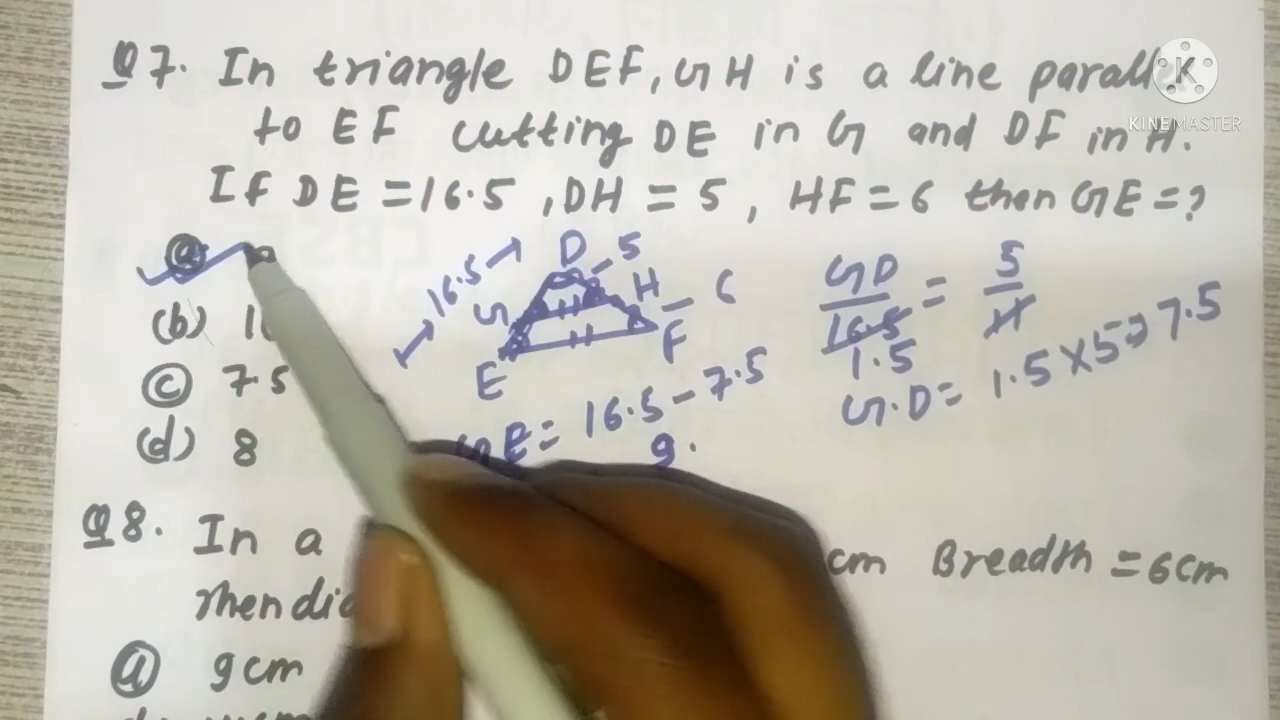 Q7. In triangle DEF, GH is a line parall
KINEMASTER
to EF cutting DE in G and DF in H.
If DE = 16.5 , DH = 5 , HF = 6 then GE = ?
(a)
(b)
(c) 7.5
(d) 8
16.5
D 5
G H 6
E F
GD/16.5 = 5/11
1.5
G.D = 1.5 × 5 ⇒ 7.5
GE = 16.5 - 7.5
9.
Q8. In a cm Breadth = 6cm
then
(a) 9cm